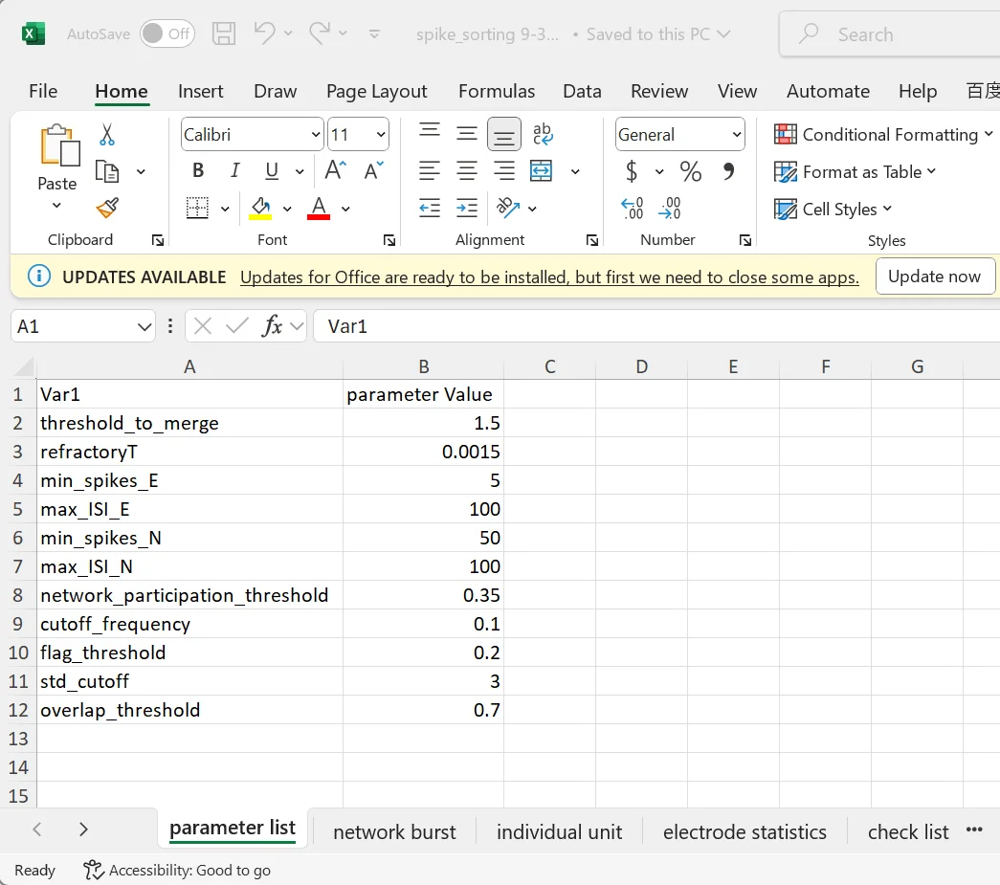 AutoSave Off spike_sorting 9-3... • Saved to this PC Search
File Home Insert Draw Page Layout Formulas Data Review View Automate Help 百度
Paste
Clipboard
Calibri 11
B I U A A
A
Font
ab
c
Alignment
General
$ % 9
.00 .00
Number
Conditional Formatting
Format as Table
Cell Styles
Styles
UPDATES AVAILABLE Updates for Office are ready to be installed, but first we need to close some apps. Update now
A1 fx Var1
A B C D E F G
1 Var1 parameter Value
2 threshold_to_merge 1.5
3 refractoryT 0.0015
4 min_spikes_E 5
5 max_ISI_E 100
6 min_spikes_N 50
7 max_ISI_N 100
8 network_participation_threshold 0.35
9 cutoff_frequency 0.1
10 flag_threshold 0.2
11 std_cutoff 3
12 overlap_threshold 0.7
13
14
15
parameter list network burst individual unit electrode statistics check list ...
Ready Accessibility: Good to go